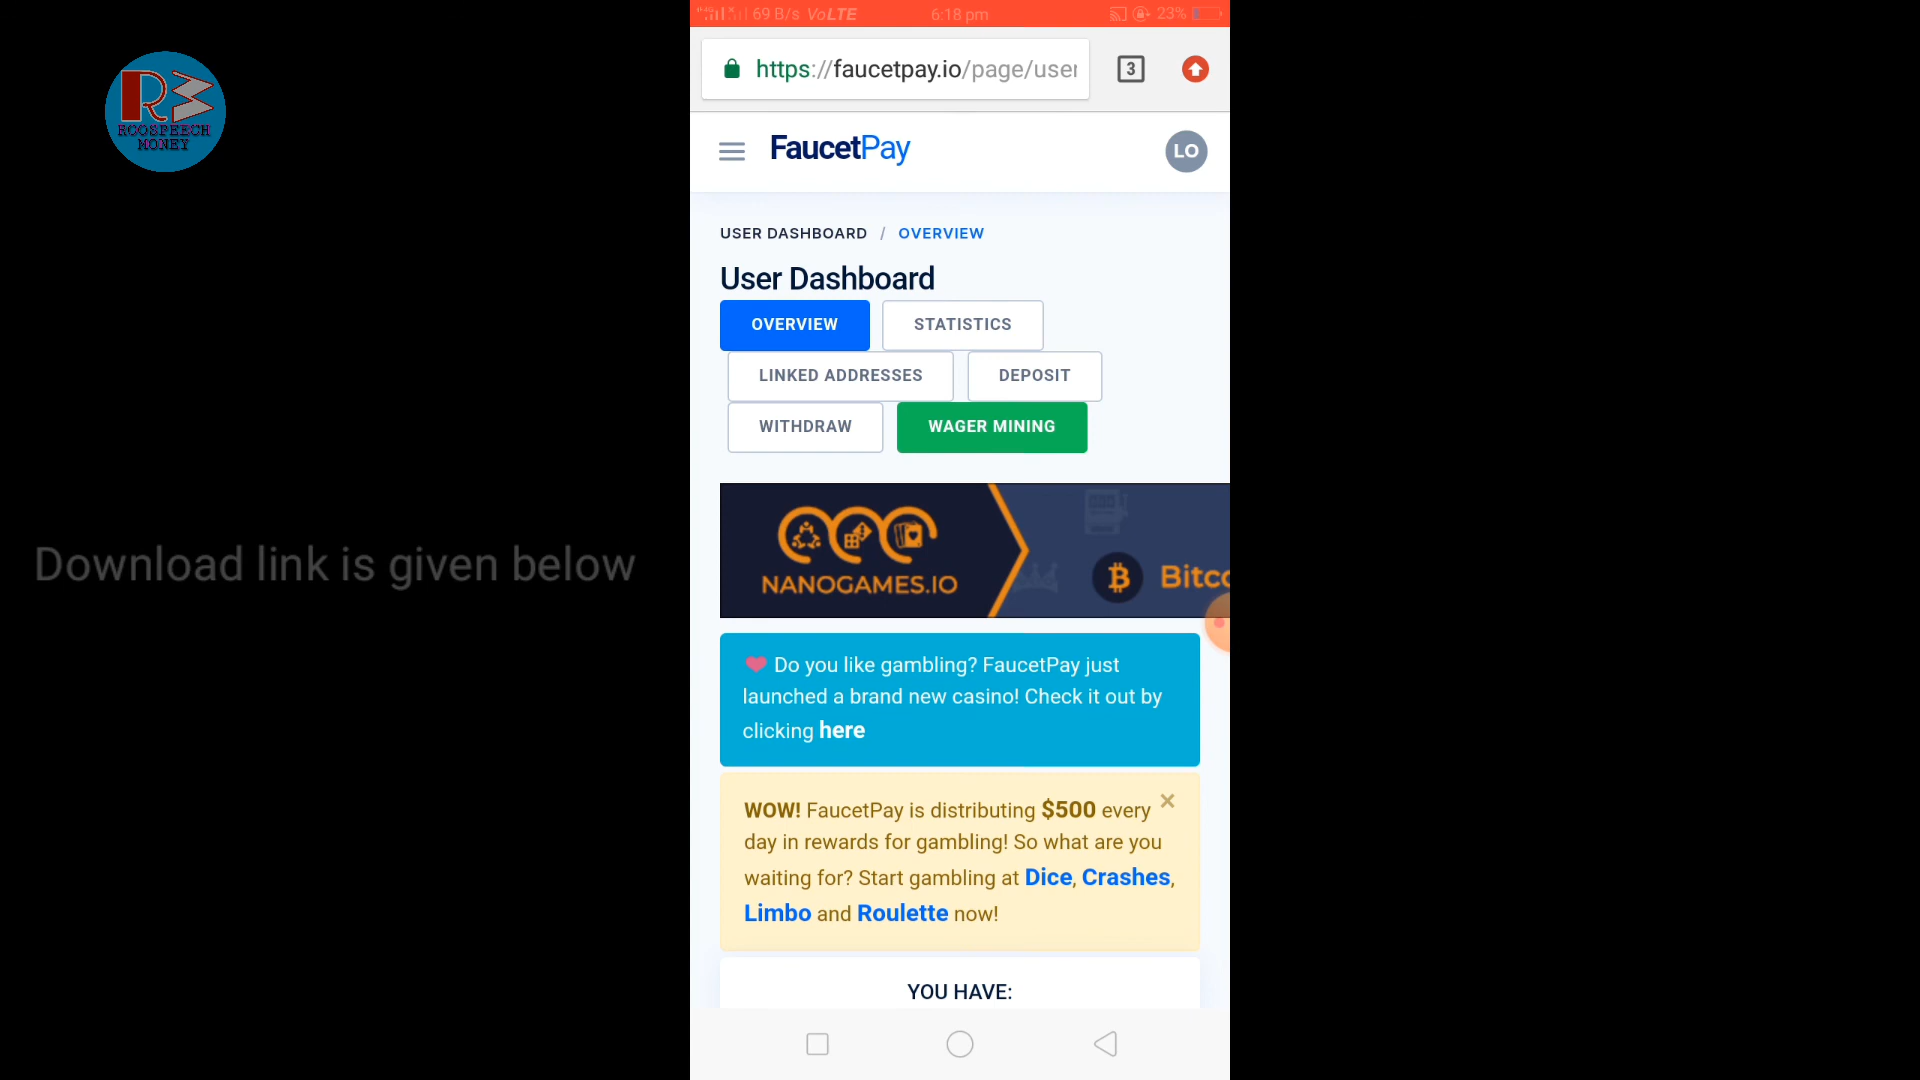 69 B/s VoLTE 6:18 pm 23%
https://faucetpay.io/page/user
3
ROOSPEECH
MONEY
FaucetPay
LO
USER DASHBOARD / OVERVIEW
User Dashboard
OVERVIEW STATISTICS
LINKED ADDRESSES DEPOSIT
WITHDRAW WAGER MINING
Download link is given below
NANOGAMES.IO
Do you like gambling? FaucetPay just
launched a brand new casino! Check it out by
clicking here
WOW! FaucetPay is distributing $500 every
day in rewards for gambling! So what are you
waiting for? Start gambling at Dice, Crashes,
Limbo and Roulette now!
YOU HAVE: